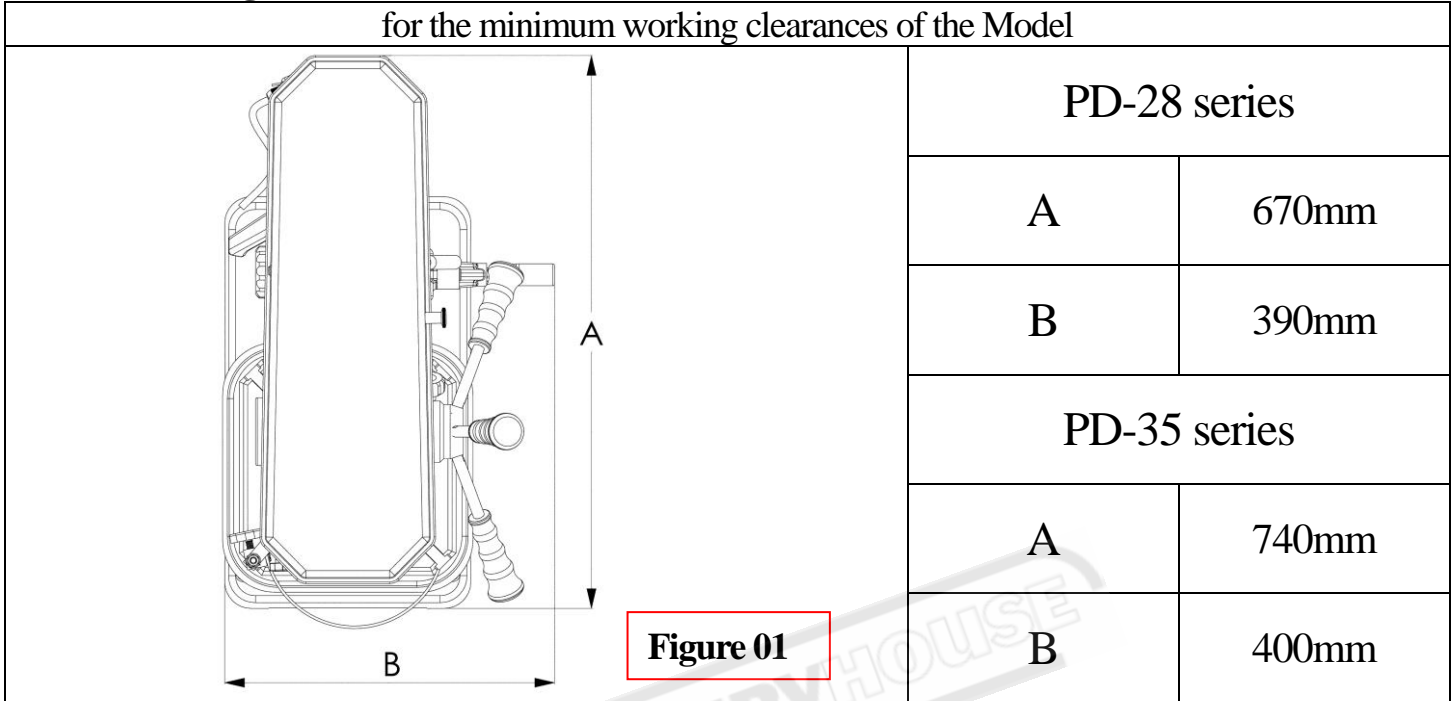 for the minimum working clearances of the Model
PD-28 series
A 670mm
B 390mm
PD-35 series
A 740mm
B 400mm
A
B
Figure 01